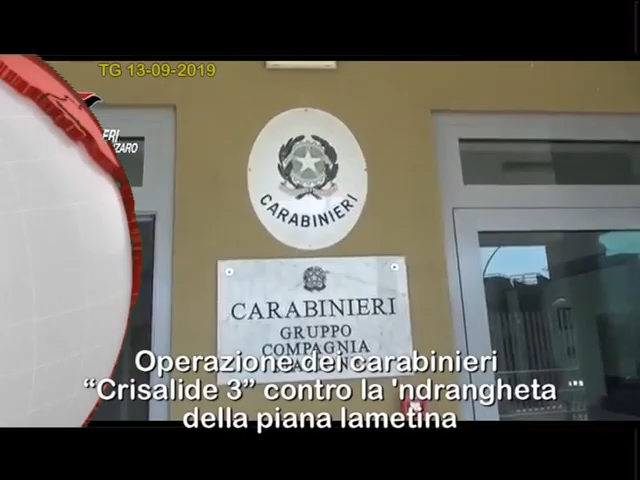 TG 13-09-2019
CARABINIERI
CARABINIERI
GRUPPO
COMPAGNIA
Operazione dei carabinieri
“Crisalide 3” contro la 'ndrangheta
della piana lametina